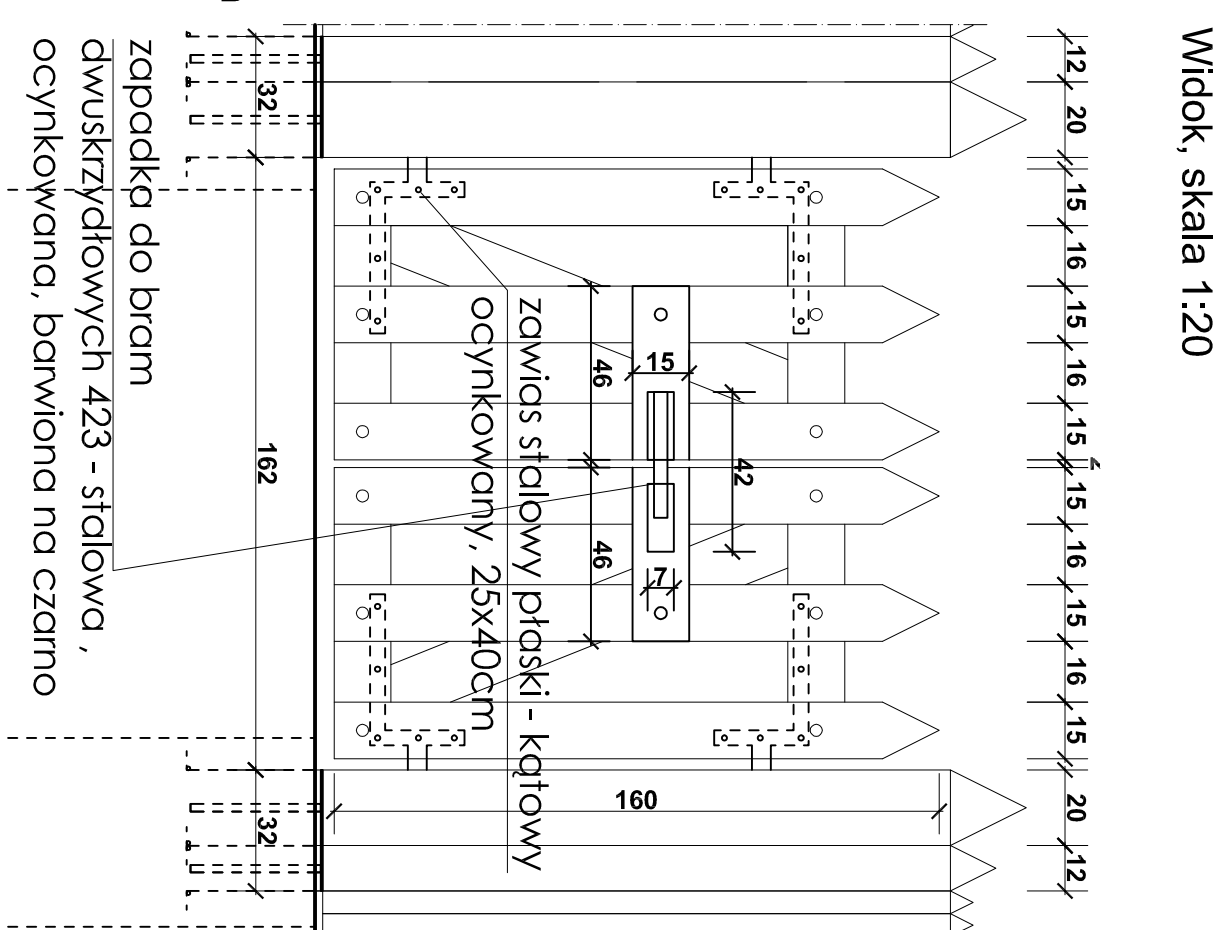 Widok, skala 1:20
12 20 15 16 15 16 15 15 16 15 16 15 20 12
42
15
7
46 46
160
zawias stalowy płaski - kątowy
ocynkowany, 25x40cm
32 162 32
zapadka do bram
dwuskrzydłowych 423 - stalowa ,
ocynkowana, barwiona na czarno